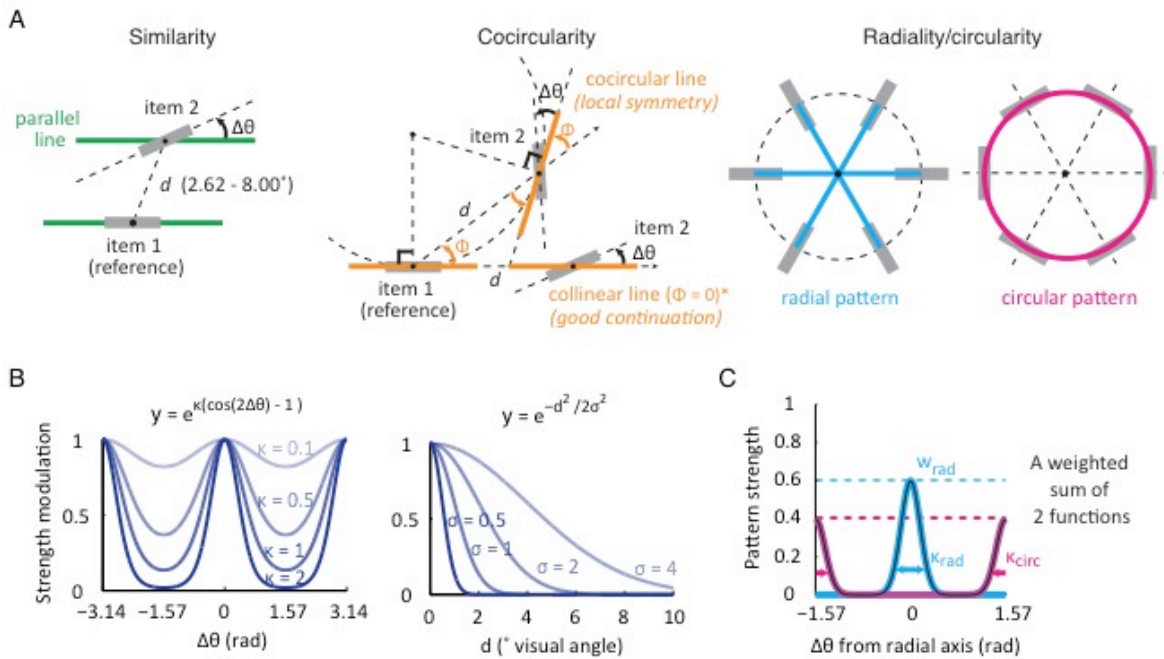 A
Similarity
Cocircularity
Radiality/circularity
parallel
line
item 2
Δθ
d (2.62 - 8.00°)
item 1
(reference)
Δθ
cocircular line
(local symmetry)
item 2
Φ
d
Φ
item 2
Δθ
d
item 1
(reference)
collinear line (Φ = 0)*
(good continuation)
radial pattern
circular pattern
B
y = e^κ(cos(2Δθ) - 1)
Strength modulation
1
0.5
0
κ = 0.1
κ = 0.5
κ = 1
κ = 2
−3.14 −1.57 0 1.57 3.14
Δθ (rad)
y = e^−d²/2σ²
1
0.5
0
σ = 0.5
σ = 1
σ = 2
σ = 4
0 2 4 6 8 10
d (° visual angle)
C
Pattern strength
1
0.8
0.6
0.4
0.2
0
w_rad
κ_rad
κ_circ
−1.57 0 1.57
Δθ from radial axis (rad)
A weighted
sum of
2 functions